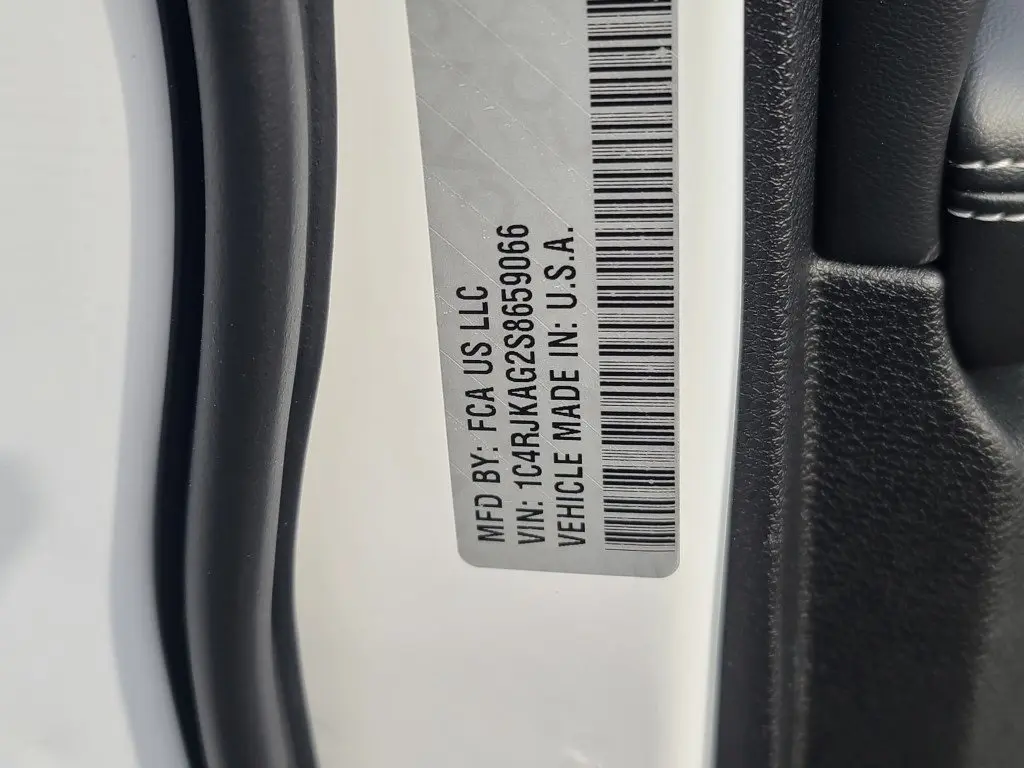 MFD BY: FCA US LLC
VIN: 1C4RJKAG2S8659066
VEHICLE MADE IN: U.S.A.